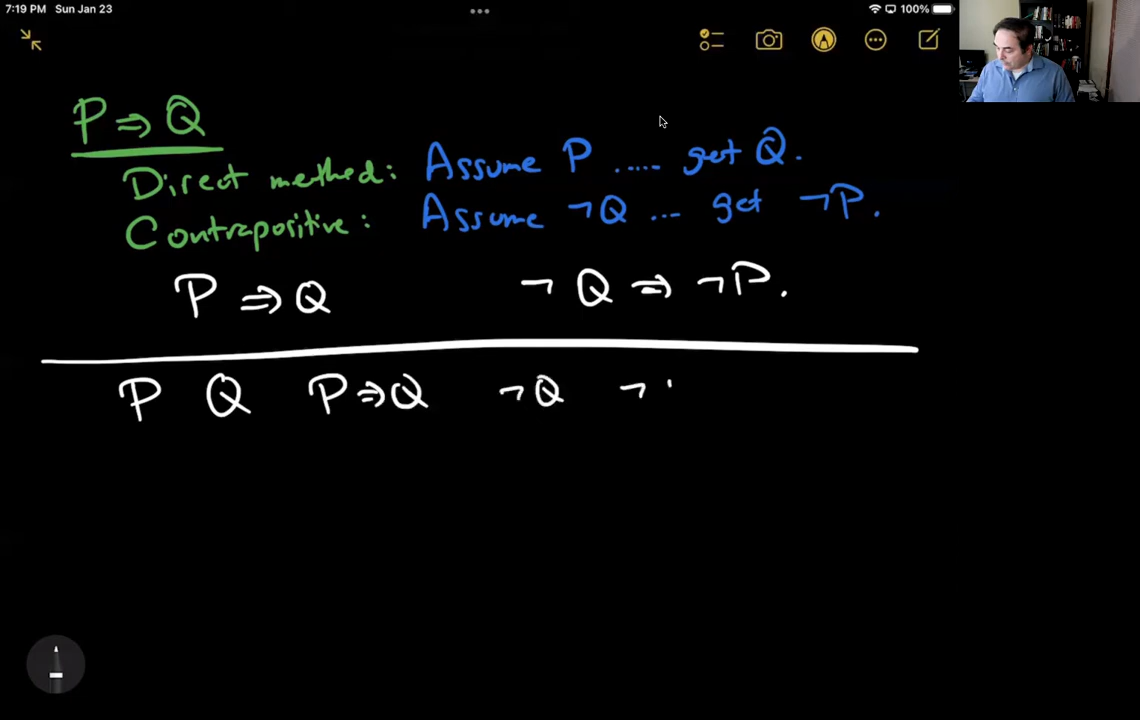 7:19 PM Sun Jan 23
100%
P ⇒ Q
Direct method: Assume P ..... get Q.
Contrapositive: Assume ¬Q ... get ¬P.
P ⇒ Q ¬Q ⇒ ¬P.
P Q P⇒Q ¬Q ¬